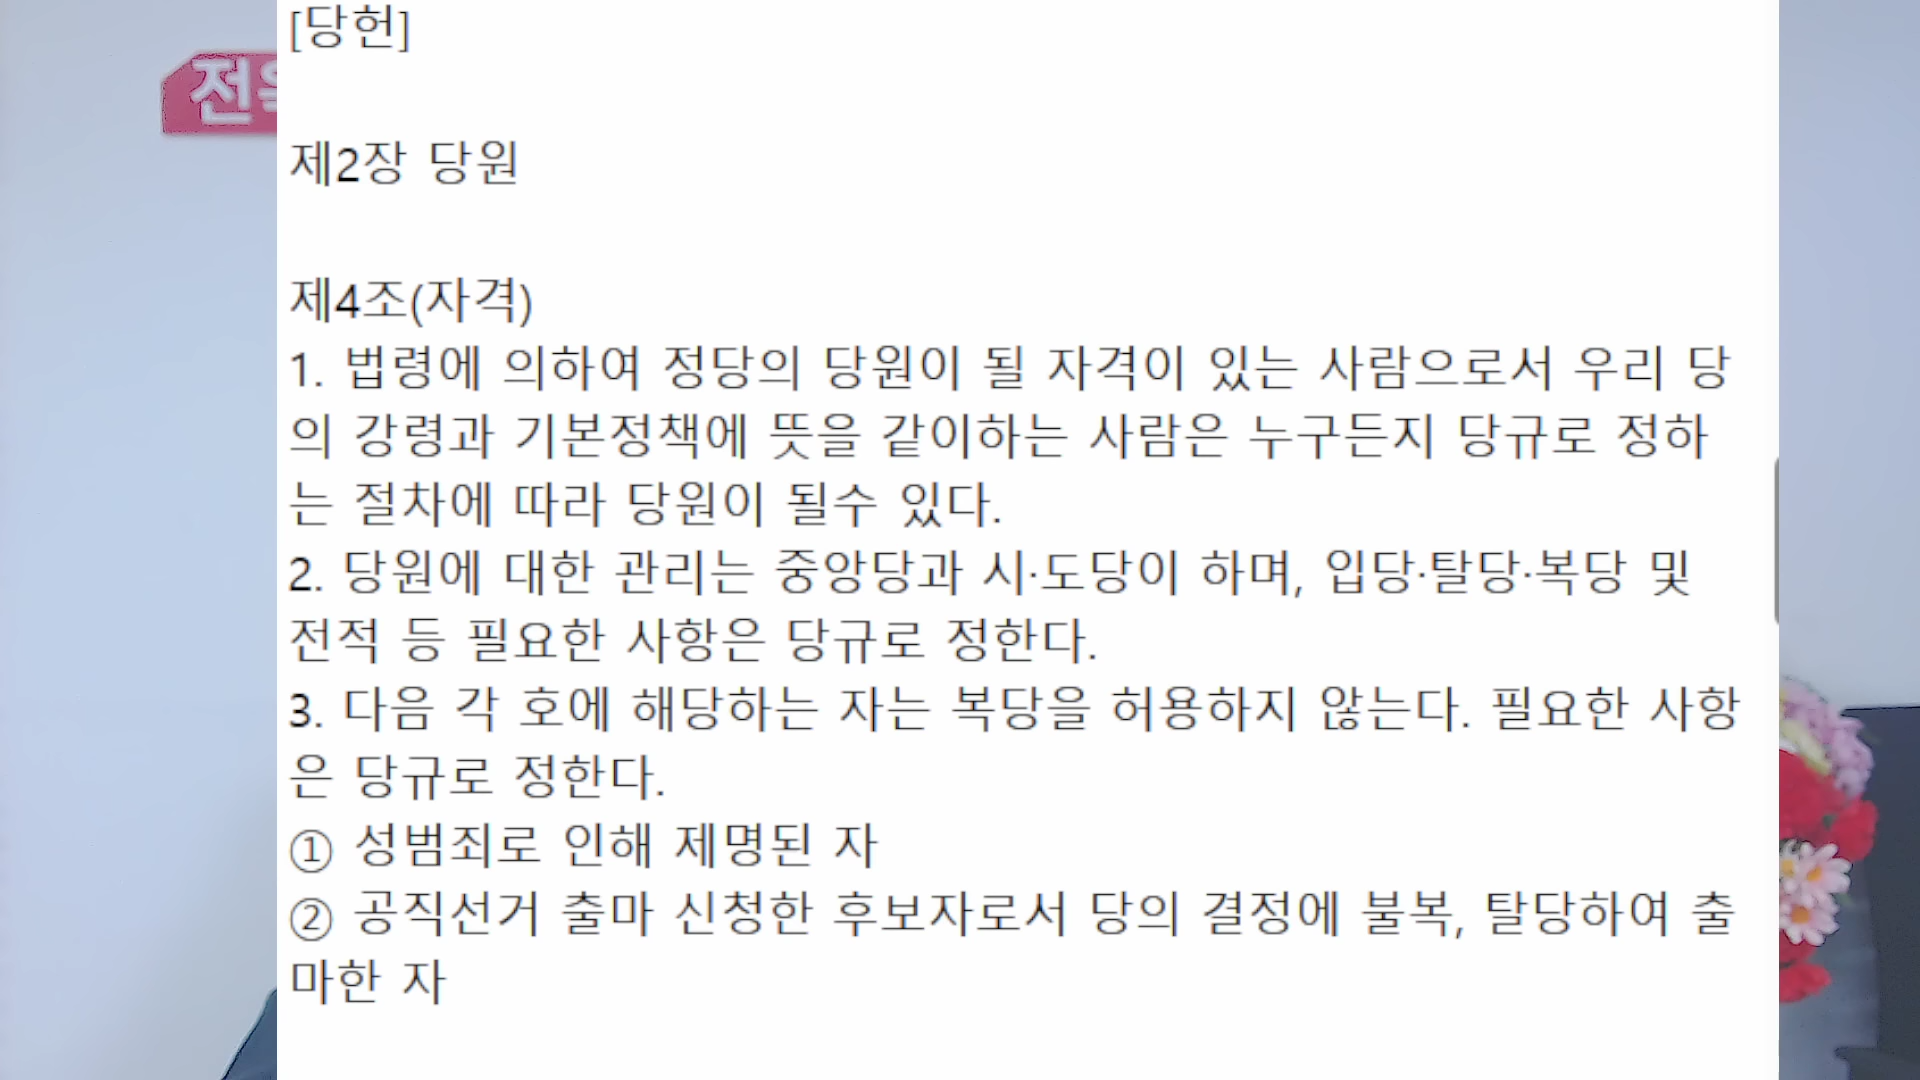 [당헌]
전
제2장 당원
제4조(자격)
1. 법령에 의하여 정당의 당원이 될 자격이 있는 사람으로서 우리 당
의 강령과 기본정책에 뜻을 같이하는 사람은 누구든지 당규로 정하
는 절차에 따라 당원이 될수 있다.
2. 당원에 대한 관리는 중앙당과 시·도당이 하며, 입당·탈당·복당 및
전적 등 필요한 사항은 당규로 정한다.
3. 다음 각 호에 해당하는 자는 복당을 허용하지 않는다. 필요한 사항
은 당규로 정한다.
① 성범죄로 인해 제명된 자
② 공직선거 출마 신청한 후보자로서 당의 결정에 불복, 탈당하여 출
마한 자